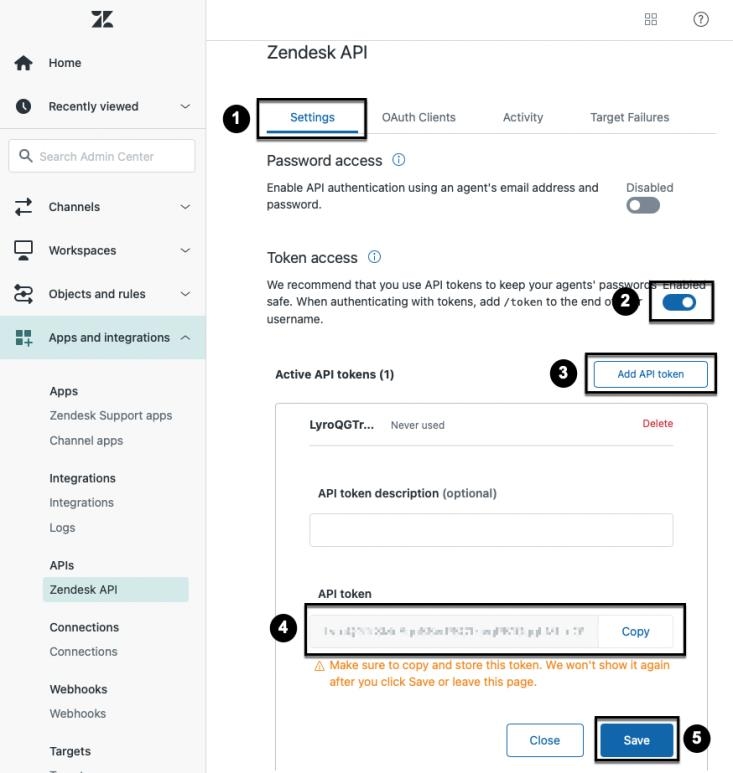 Zendesk API
Home
Recently viewed
Search Admin Center
Channels
Workspaces
Objects and rules
Apps and integrations
Apps
Zendesk Support apps
Channel apps
Integrations
Integrations
Logs
APIs
Zendesk API
Connections
Connections
Webhooks
Webhooks
Targets
1
Settings
OAuth Clients
Activity
Target Failures
Password access
Enable API authentication using an agent's email address and
password.
Disabled
Token access
We recommend that you use API tokens to keep your agents' passwords
safe. When authenticating with tokens, add /token to the end of
username.
Enabled
2
Active API tokens (1)
3
Add API token
LyroQGTr...
Never used
Delete
API token description (optional)
API token
4
Copy
Make sure to copy and store this token. We won't show it again
after you click Save or leave this page.
Close
Save
5